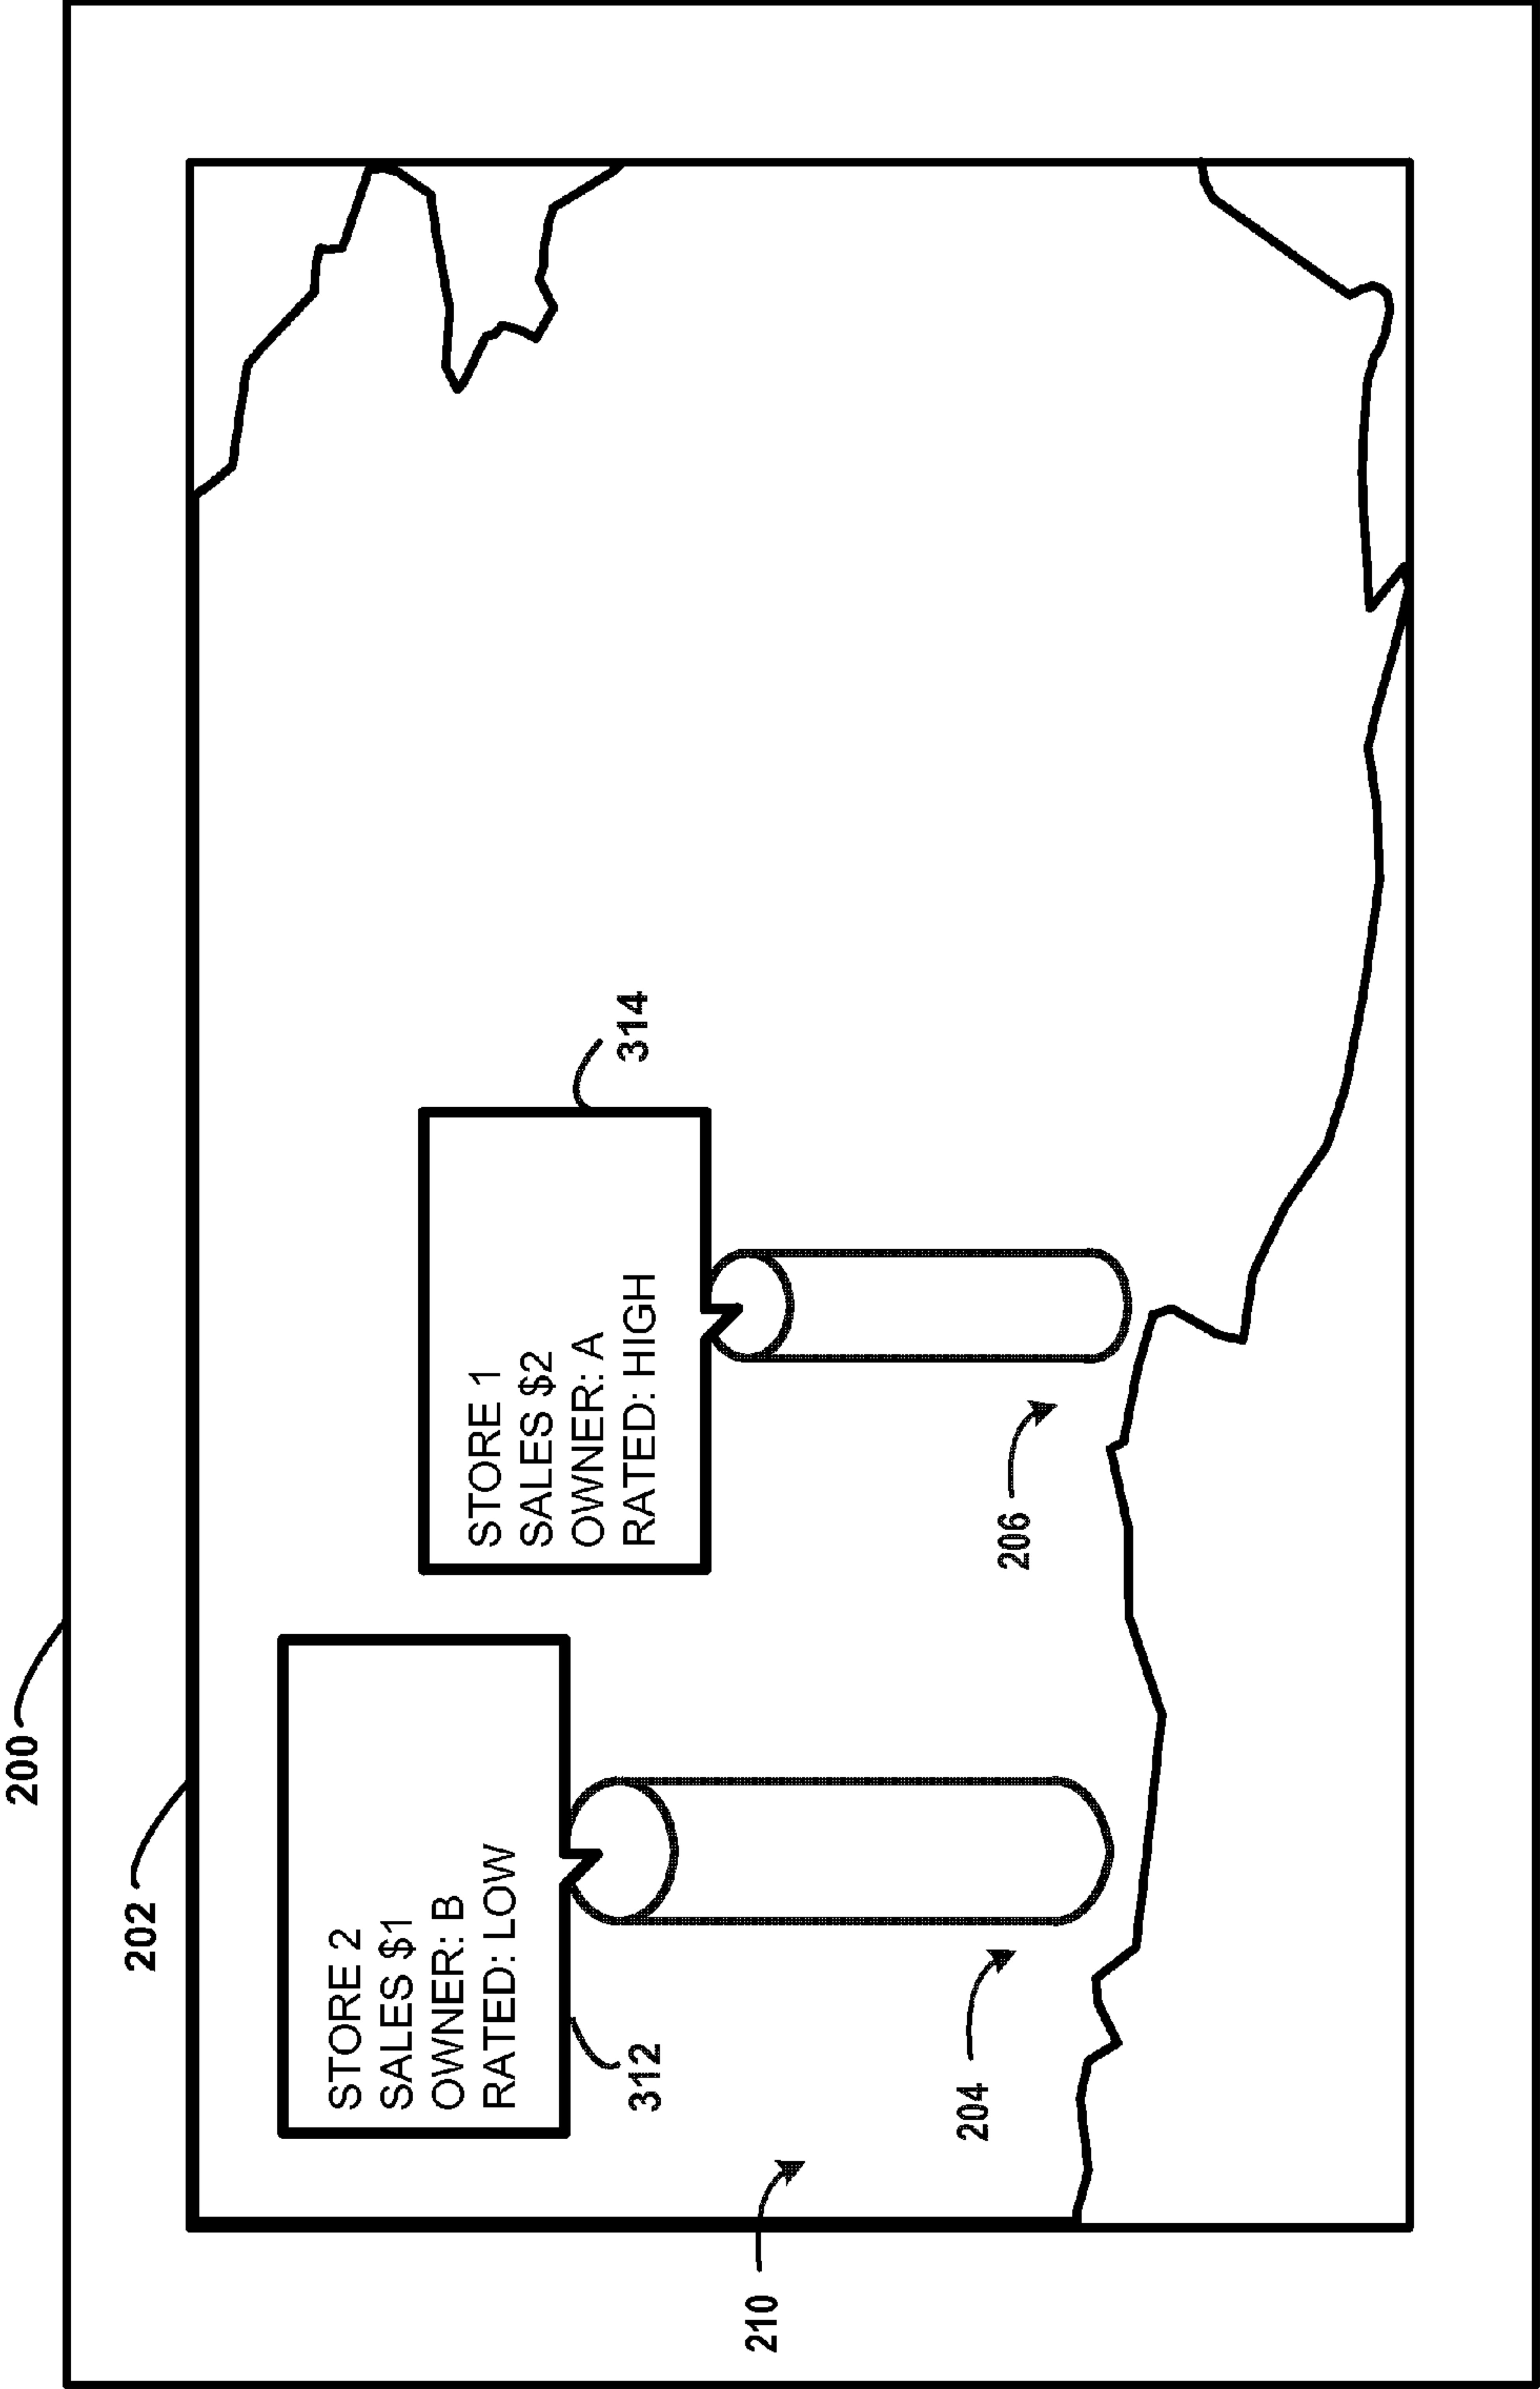 200
202
STORE 2
SALES $1
OWNER: B
RATED: LOW
312
STORE 1
SALES $2
OWNER: A
RATED: HIGH
314
210
204
206